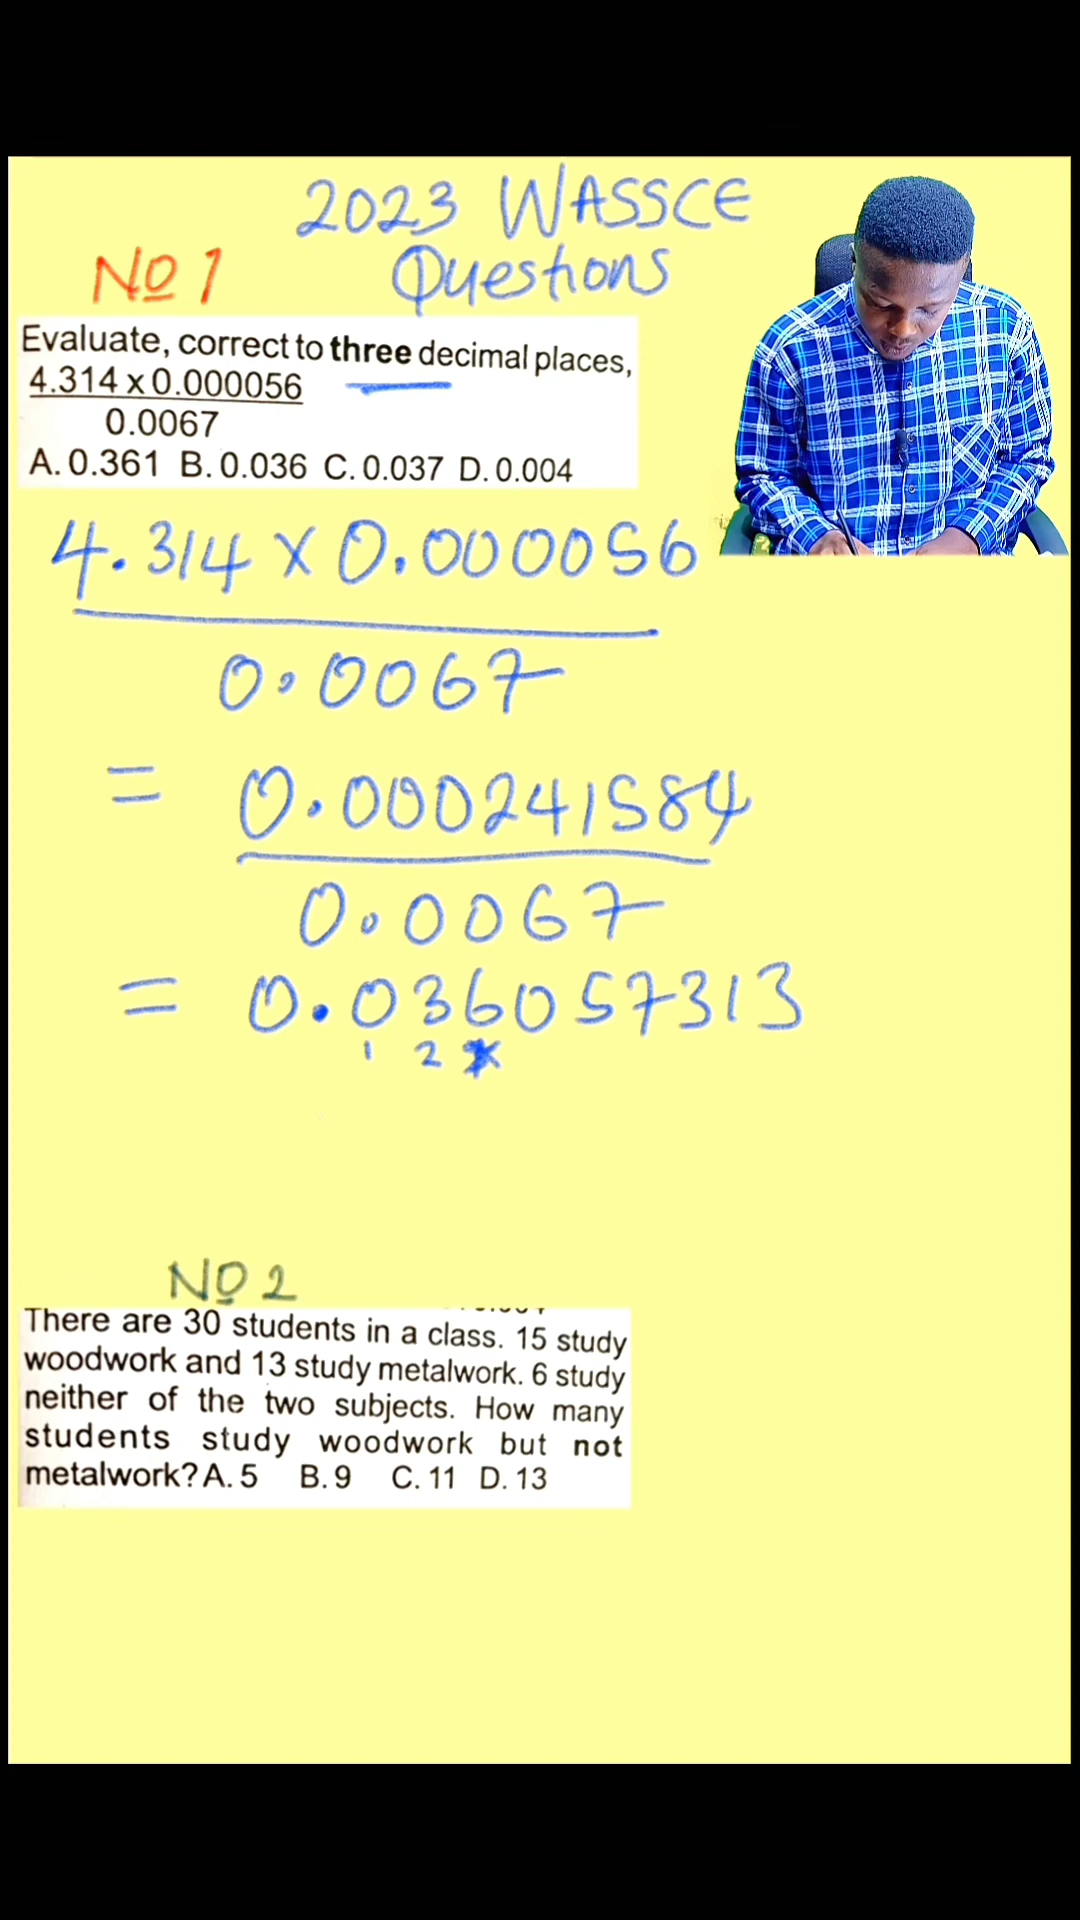 2023 WASSCE
Questions
No 1
Evaluate, correct to three decimal places,
4.314 x 0.000056
0.0067
A. 0.361 B. 0.036 C. 0.037 D. 0.004
4.314 x 0.000056
0.0067
= 0.000241584
0.0067
= 0.036057313
1 2
No 2
There are 30 students in a class. 15 study
woodwork and 13 study metalwork. 6 study
neither of the two subjects. How many
students study woodwork but not
metalwork? A. 5 B. 9 C. 11 D. 13